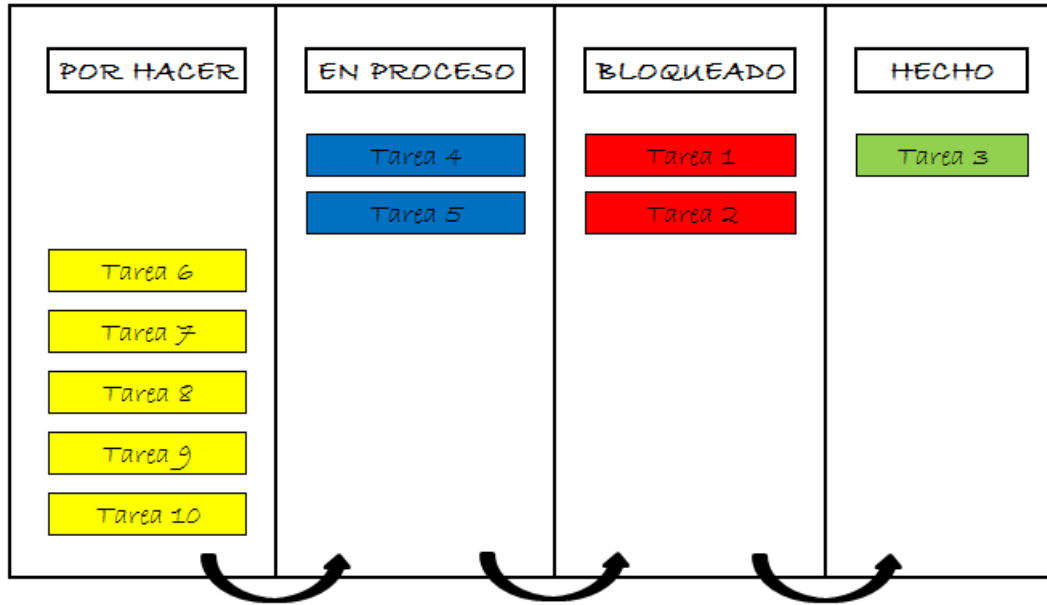 POR HACER
EN PROCESO
BLOQUEADO
HECHO
Tarea 4
Tarea 1
Tarea 3
Tarea 5
Tarea 2
Tarea 6
Tarea 7
Tarea 8
Tarea 9
Tarea 10